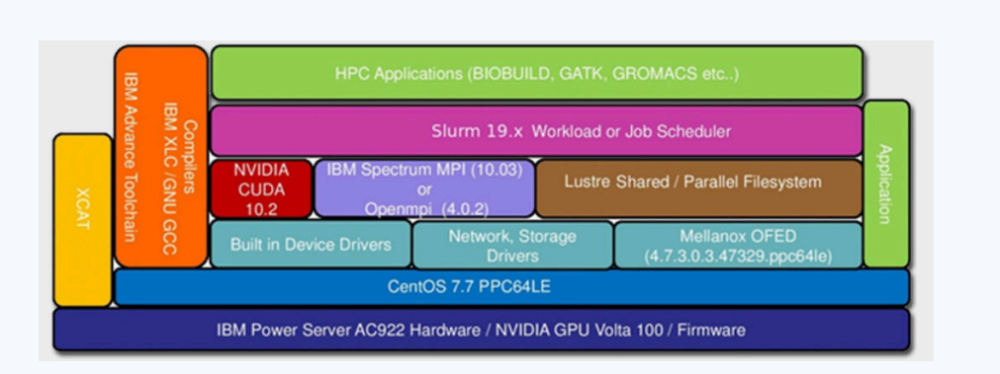 HPC Applications (BIOBUILD, GATK, GROMACS etc..)
Compilers
IBM XLC /GNU GCC
IBM Advance Toolchain
Slurm 19.x Workload or Job Scheduler
XCAT
NVIDIA
CUDA
10.2
IBM Spectrum MPI (10.03)
or
Openmpi (4.0.2)
Lustre Shared / Parallel Filesystem
Application
Built in Device Drivers
Network, Storage
Drivers
Mellanox OFED
(4.7.3.0.3.47329.ppc64le)
CentOS 7.7 PPC64LE
IBM Power Server AC922 Hardware / NVIDIA GPU Volta 100 / Firmware